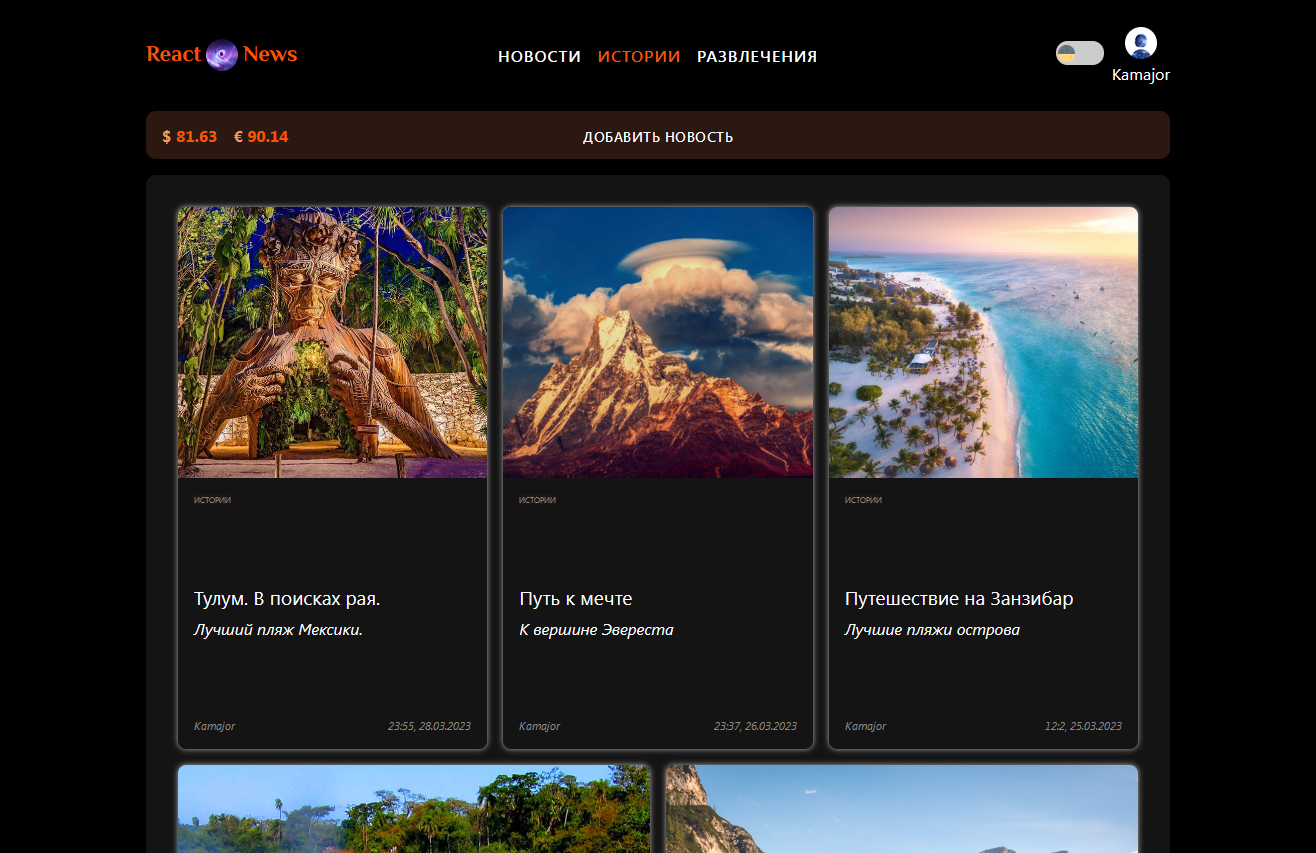 React News
НОВОСТИ ИСТОРИИ РАЗВЛЕЧЕНИЯ
Kamajor
$ 81.63 € 90.14
ДОБАВИТЬ НОВОСТЬ
ИСТОРИИ
Тулум. В поисках рая.
Лучший пляж Мексики.
Kamajor 23:55, 28.03.2023
ИСТОРИИ
Путь к мечте
К вершине Эвереста
Kamajor 23:37, 26.03.2023
ИСТОРИИ
Путешествие на Занзибар
Лучшие пляжи острова
Kamajor 12:2, 25.03.2023